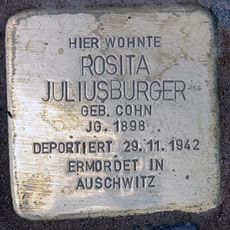 HIER WOHNTE
ROSITA
JULIUSBURGER
GEB. COHN
JG. 1898
DEPORTIERT 29.11.1942
ERMORDET IN
AUSCHWITZ